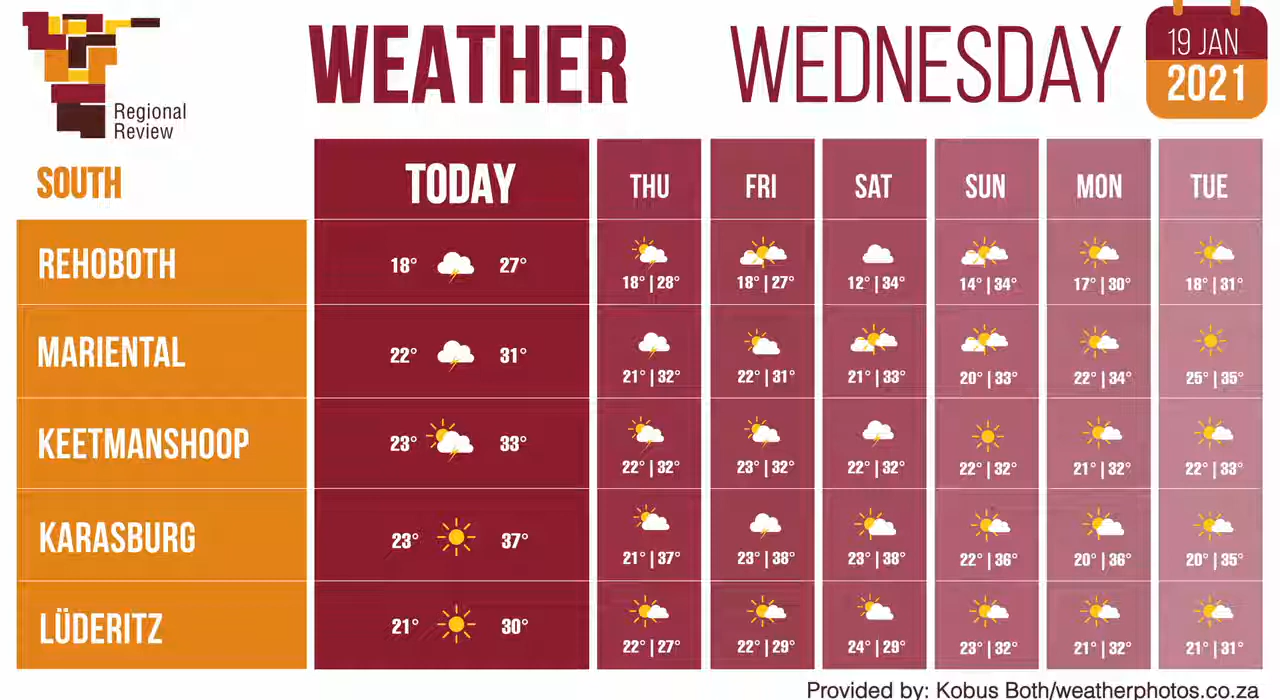 Regional
Review
WEATHER
WEDNESDAY
19 JAN
2021
SOUTH TODAY THU FRI SAT SUN MON TUE
REHOBOTH 18° 27° 18° | 28° 18° | 27° 12° | 34° 14° | 34° 17° | 30° 18° | 31°
MARIENTAL 22° 31° 21° | 32° 22° | 31° 21° | 33° 20° | 33° 22° | 34° 25° | 35°
KEETMANSHOOP 23° 33° 22° | 32° 23° | 32° 22° | 32° 22° | 32° 21° | 32° 22° | 33°
KARASBURG 23° 37° 21° | 37° 23° | 38° 23° | 38° 22° | 36° 20° | 36° 20° | 35°
LÜDERITZ 21° 30° 22° | 27° 22° | 29° 24° | 29° 23° | 32° 21° | 32° 21° | 31°
Provided by: Kobus Both/weatherphotos.co.za